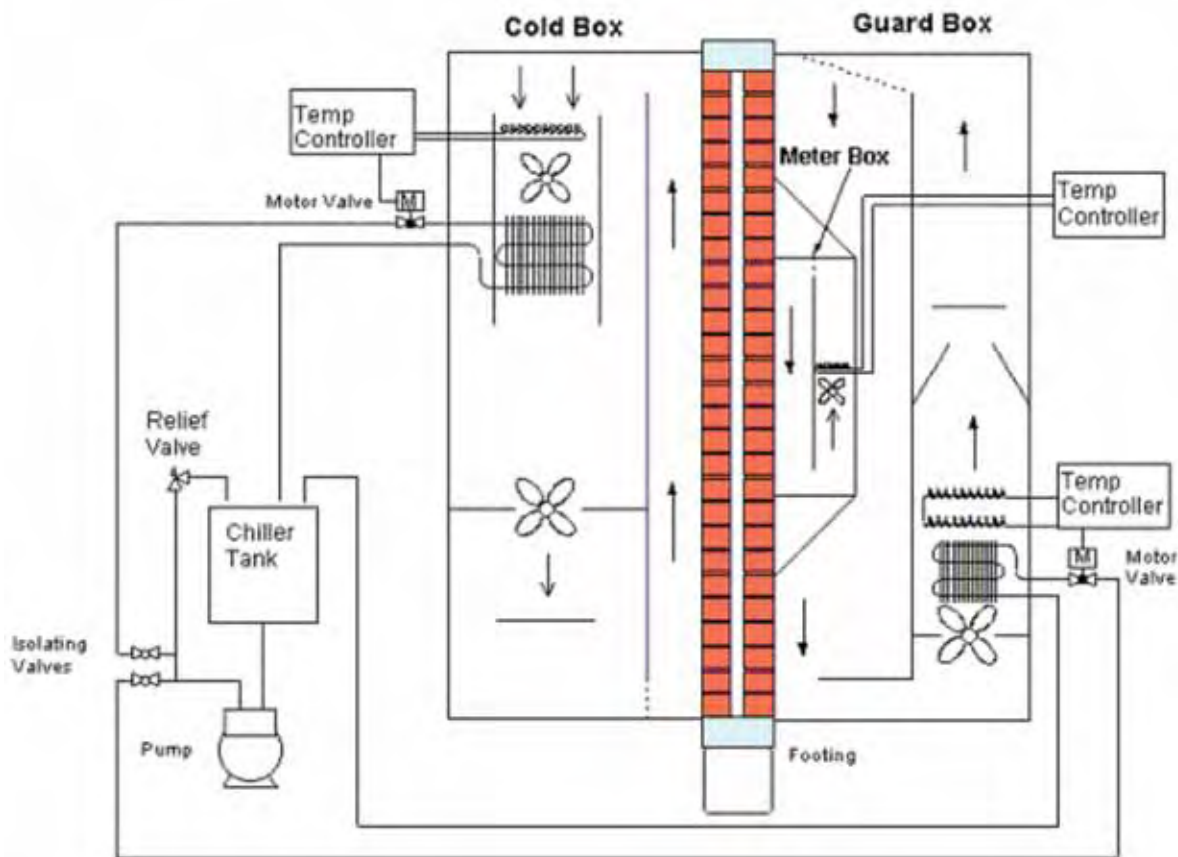 Cold Box
Guard Box
Temp
Controller
Meter Box
Motor Valve
M
Temp
Controller
Relief
Valve
Chiller
Tank
Temp
Controller
M
Motor
Valve
Isolating
Valves
Pump
Footing